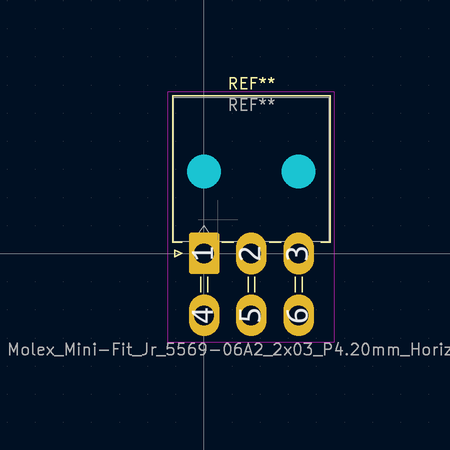 REF**
REF**
1 2 3
4 5 6
Molex_Mini-Fit_Jr_5569-06A2_2x03_P4.20mm_Horiz